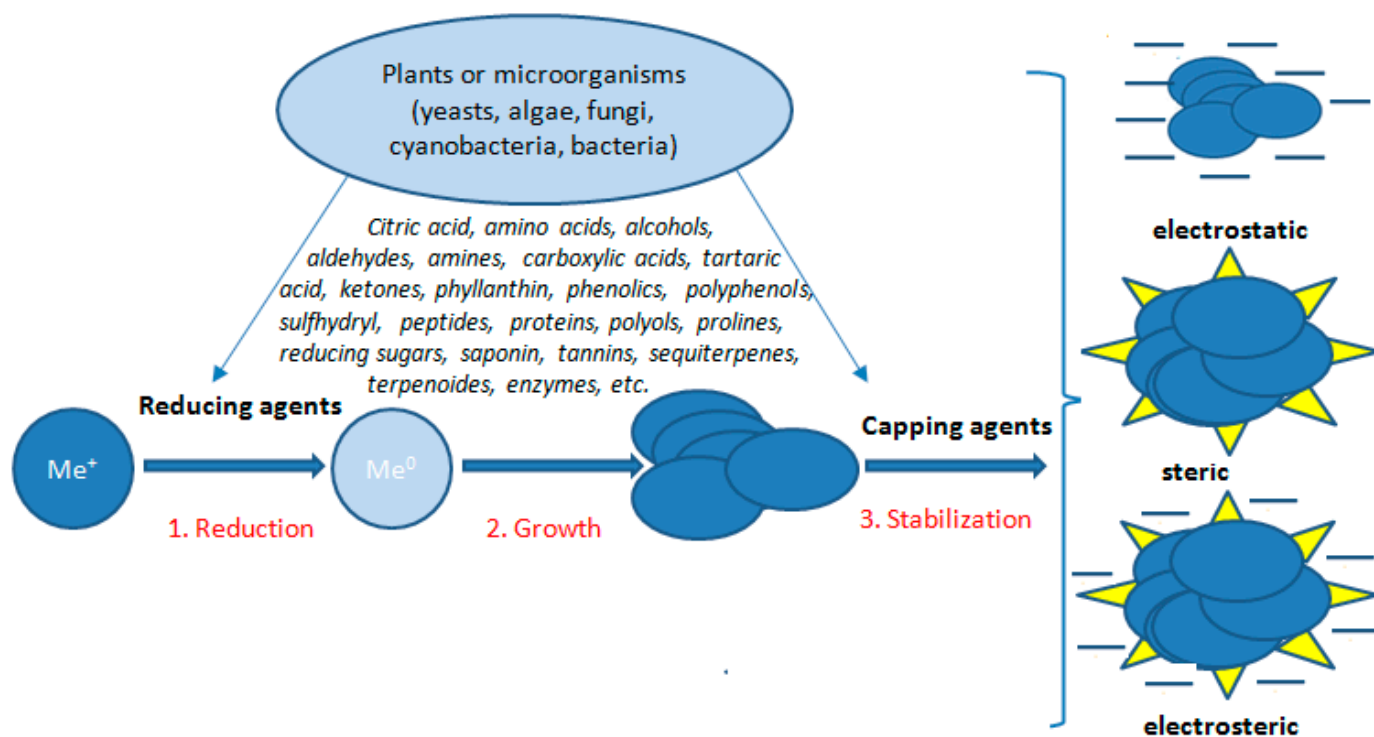 Plants or microorganisms
(yeasts, algae, fungi,
cyanobacteria, bacteria)
Citric acid, amino acids, alcohols,
aldehydes, amines, carboxylic acids, tartaric
acid, ketones, phyllanthin, phenolics, polyphenols,
sulfhydryl, peptides, proteins, polyols, prolines,
reducing sugars, saponin, tannins, sequiterpenes,
terpenoides, enzymes, etc.
Reducing agents
Capping agents
Me⁺
Me⁰
1. Reduction
2. Growth
3. Stabilization
electrostatic
steric
electrosteric